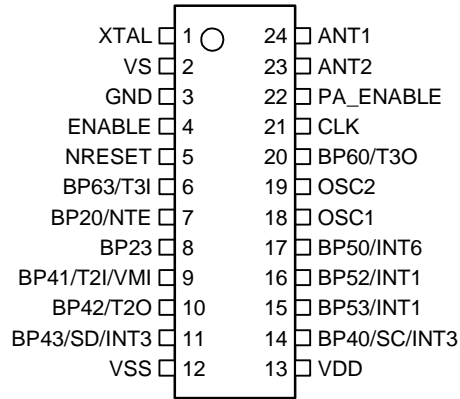 XTAL 1 24 ANT1
VS 2 23 ANT2
GND 3 22 PA_ENABLE
ENABLE 4 21 CLK
NRESET 5 20 BP60/T3O
BP63/T3I 6 19 OSC2
BP20/NTE 7 18 OSC1
BP23 8 17 BP50/INT6
BP41/T2I/VMI 9 16 BP52/INT1
BP42/T2O 10 15 BP53/INT1
BP43/SD/INT3 11 14 BP40/SC/INT3
VSS 12 13 VDD